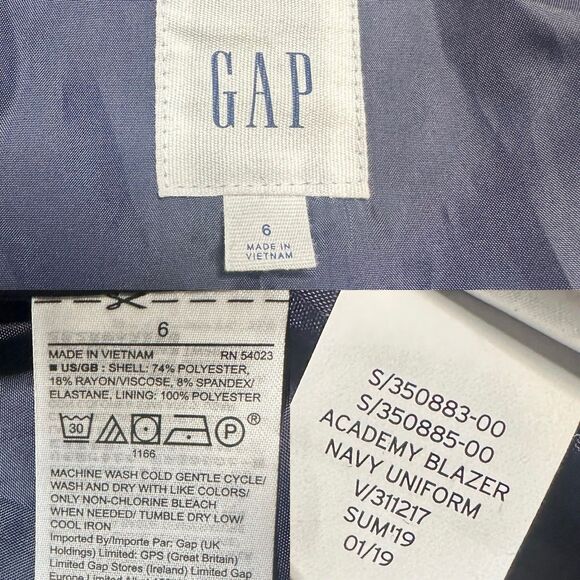 GAP
6
MADE IN
VIETNAM
6
MADE IN VIETNAM RN 54023
■ US/GB : SHELL: 74% POLYESTER,
18% RAYON/VISCOSE, 8% SPANDEX/
ELASTANE, LINING: 100% POLYESTER
30 P ®
1166
MACHINE WASH COLD GENTLE CYCLE/
WASH AND DRY WITH LIKE COLORS/
ONLY NON-CHLORINE BLEACH
WHEN NEEDED/ TUMBLE DRY LOW/
COOL IRON
Imported By/Importe Par: Gap (UK
Holdings) Limited: GPS (Great Britain)
Limited Gap Stores (Ireland) Limited Gap
Europe Limited
S/350883-00
S/350885-00
ACADEMY BLAZER
NAVY UNIFORM
V/311217
SUM'19
01/19